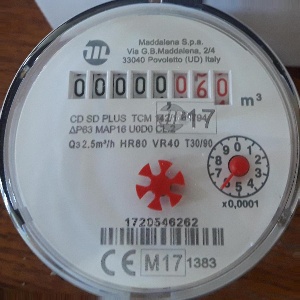 Maddalena S.p.a.
Via G.B.Maddalena, 2/4
33040 Povoletto (UD) Italy
00000060 m³
CD SD PLUS TCM
ΔP63 MAP16 U0D0
17
Q₃ 2.5m³/h HR80 VR40 T30/90
x0,0001
1720546262
CE M17 1383